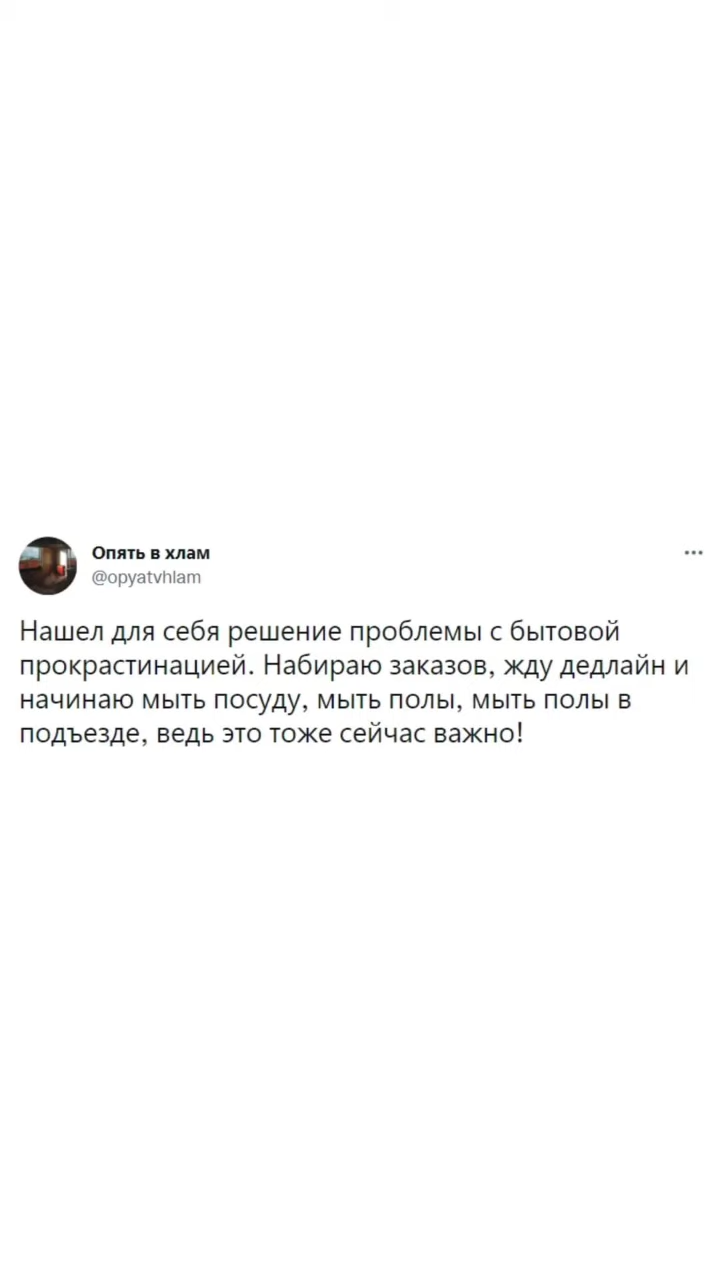 Опять в хлам
@opyatvhlam
Нашел для себя решение проблемы с бытовой
прокрастинацией. Набираю заказов, жду дедлайн и
начинаю мыть посуду, мыть полы, мыть полы в
подъезде, ведь это тоже сейчас важно!